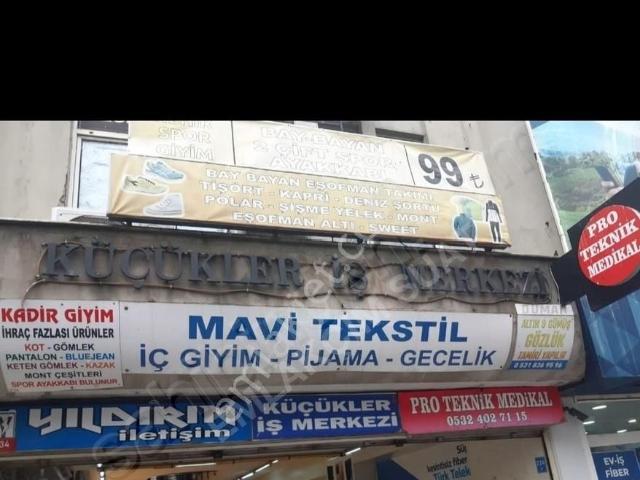 SPOR
GİYİM
BAY-BAYAN
2 ÇİFT SPOR
AYAKKABI
99 ₺
BAY BAYAN EŞOFMAN TAKIMI
TİŞORT - KAPRİ - DENİZ ŞORTU
POLAR - ŞİŞME YELEK - MONT
EŞOFMAN ALTI - SWEET
PRO
TEKNİK
MEDİKAL
KÜÇÜKLER İŞ MERKEZİ
KADİR GİYİM
İHRAÇ FAZLASI ÜRÜNLER
KOT - GÖMLEK
PANTALON - BLUEJEAN
KETEN GÖMLEK - KAZAK
MONT ÇEŞİTLERİ
SPOR AYAKKABI BULUNUR
MAVİ TEKSTİL
İÇ GİYİM - PİJAMA - GECELİK
DUMAN
ALTIN & GÜMÜŞ
GÖZLÜK
TAMİRİ YAPILIR
34
YILDIRIM
iletişim
KÜÇÜKLER
İŞ MERKEZİ
PRO TEKNİK MEDİKAL
0532 402 71 15
Türk Telek
EV-İŞ
FİBER